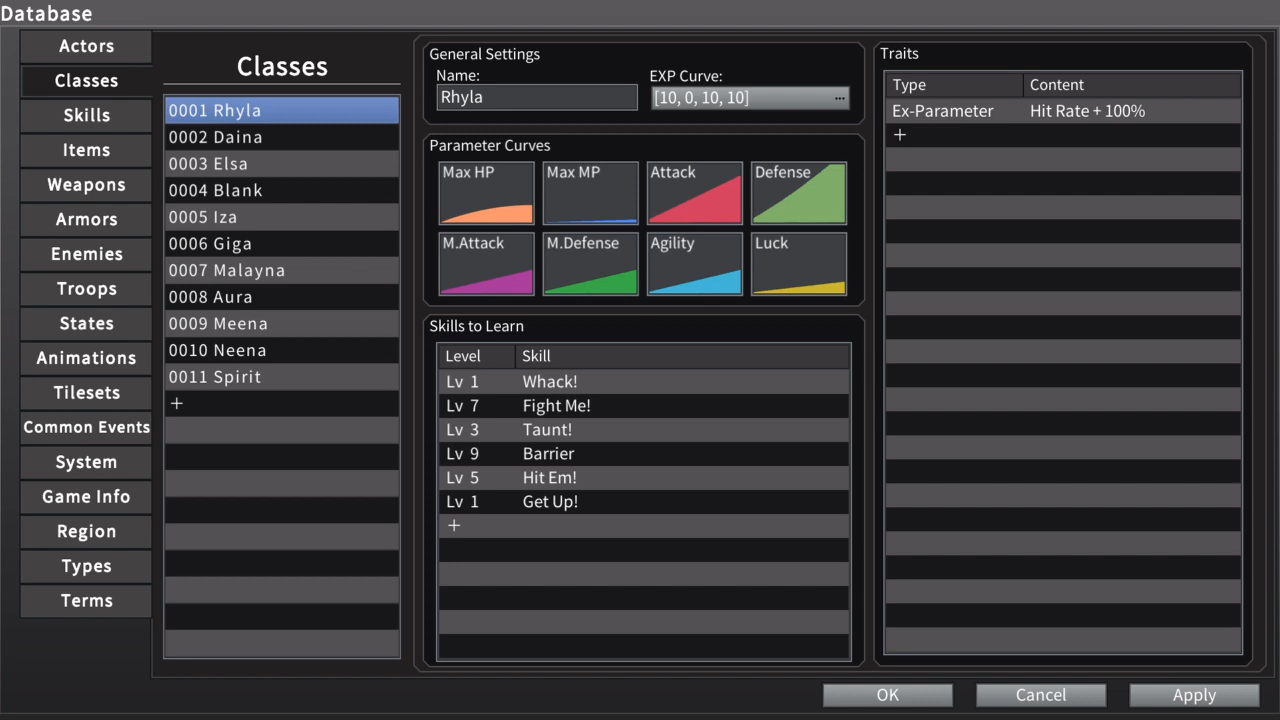 Database
Actors
Classes
Skills
Items
Weapons
Armors
Enemies
Troops
States
Animations
Tilesets
Common Events
System
Game Info
Region
Types
Terms
Classes
0001 Rhyla
0002 Daina
0003 Elsa
0004 Blank
0005 Iza
0006 Giga
0007 Malayna
0008 Aura
0009 Meena
0010 Neena
0011 Spirit
+
General Settings
Name: EXP Curve:
Rhyla [10, 0, 10, 10] ...
Parameter Curves
Max HP Max MP Attack Defense
M.Attack M.Defense Agility Luck
Skills to Learn
Level Skill
Lv 1 Whack!
Lv 7 Fight Me!
Lv 3 Taunt!
Lv 9 Barrier
Lv 5 Hit Em!
Lv 1 Get Up!
+
Traits
Type Content
Ex-Parameter Hit Rate + 100%
+
OK Cancel Apply